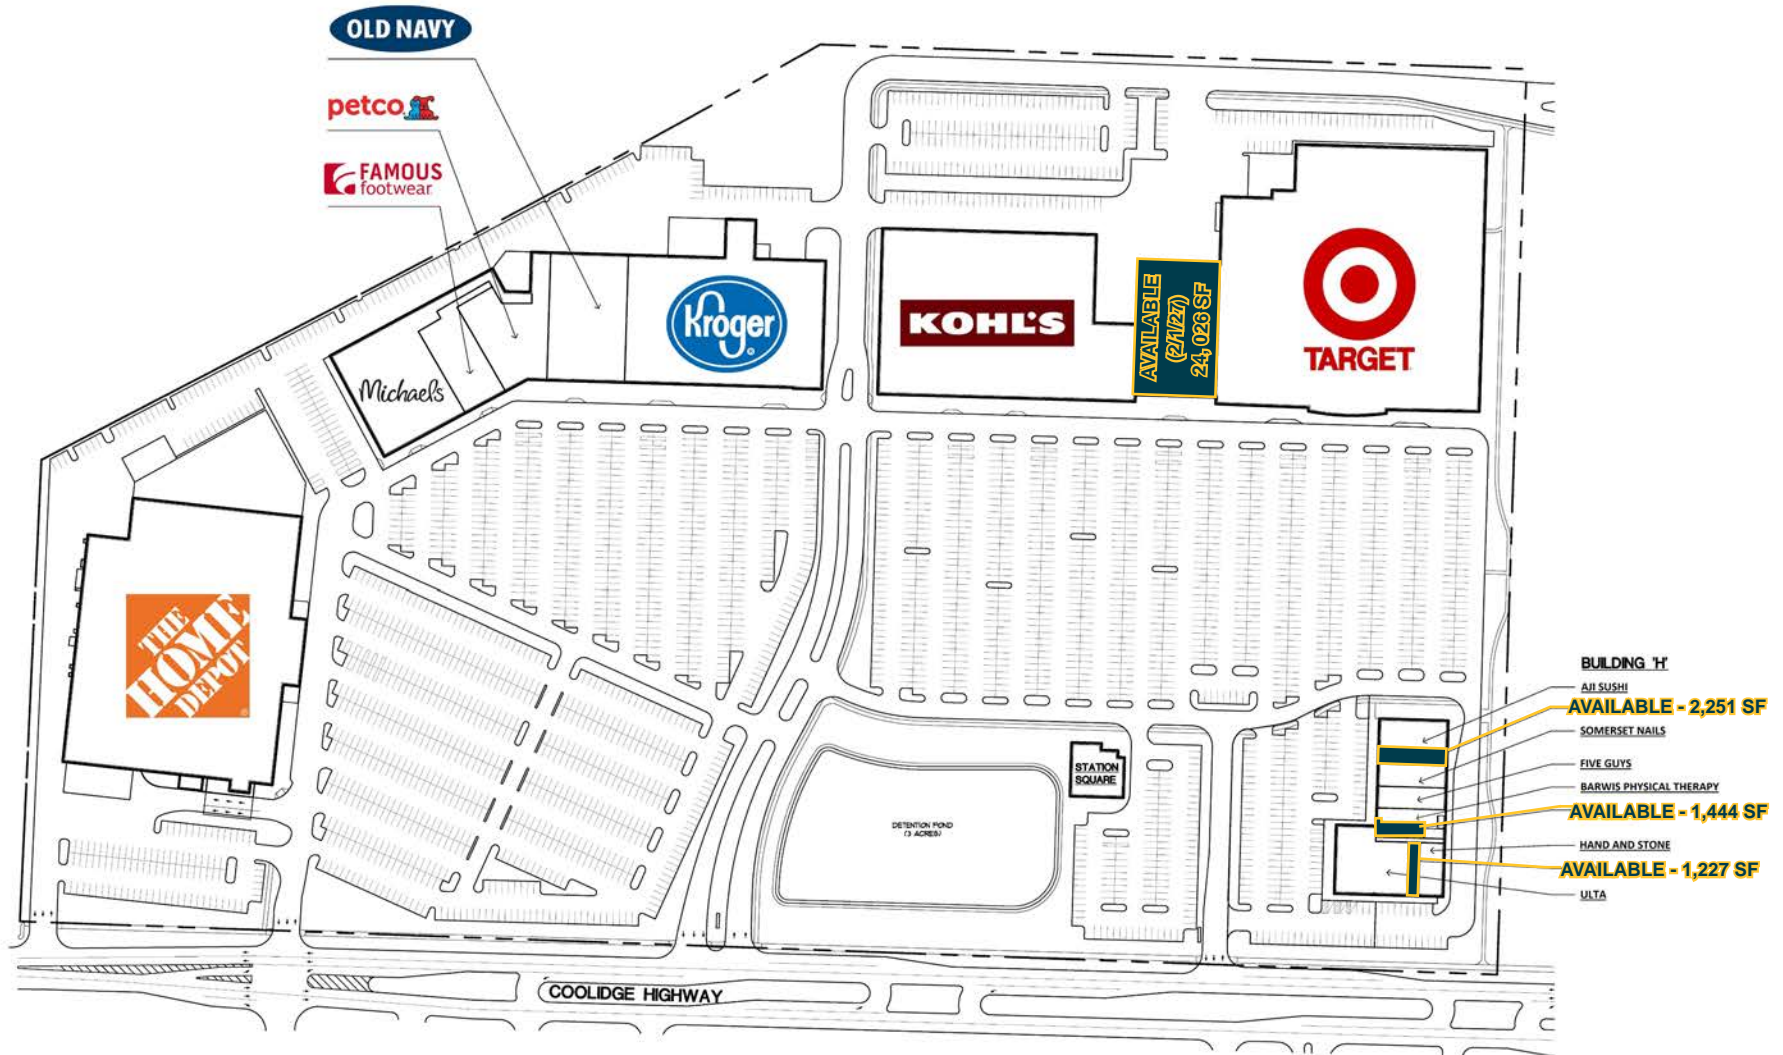 OLD NAVY
petco
FAMOUS
footwear
Michaels
Kroger
KOHL'S
AVAILABLE
(2/1/27)
24,026 SF
TARGET
THE
HOME
DEPOT
STATION
SQUARE
DETENTION POND
(3 ACRES)
BUILDING 'H'
AJI SUSHI
AVAILABLE - 2,251 SF
SOMERSET NAILS
FIVE GUYS
BARWIS PHYSICAL THERAPY
AVAILABLE - 1,444 SF
HAND AND STONE
AVAILABLE - 1,227 SF
ULTA
COOLIDGE HIGHWAY